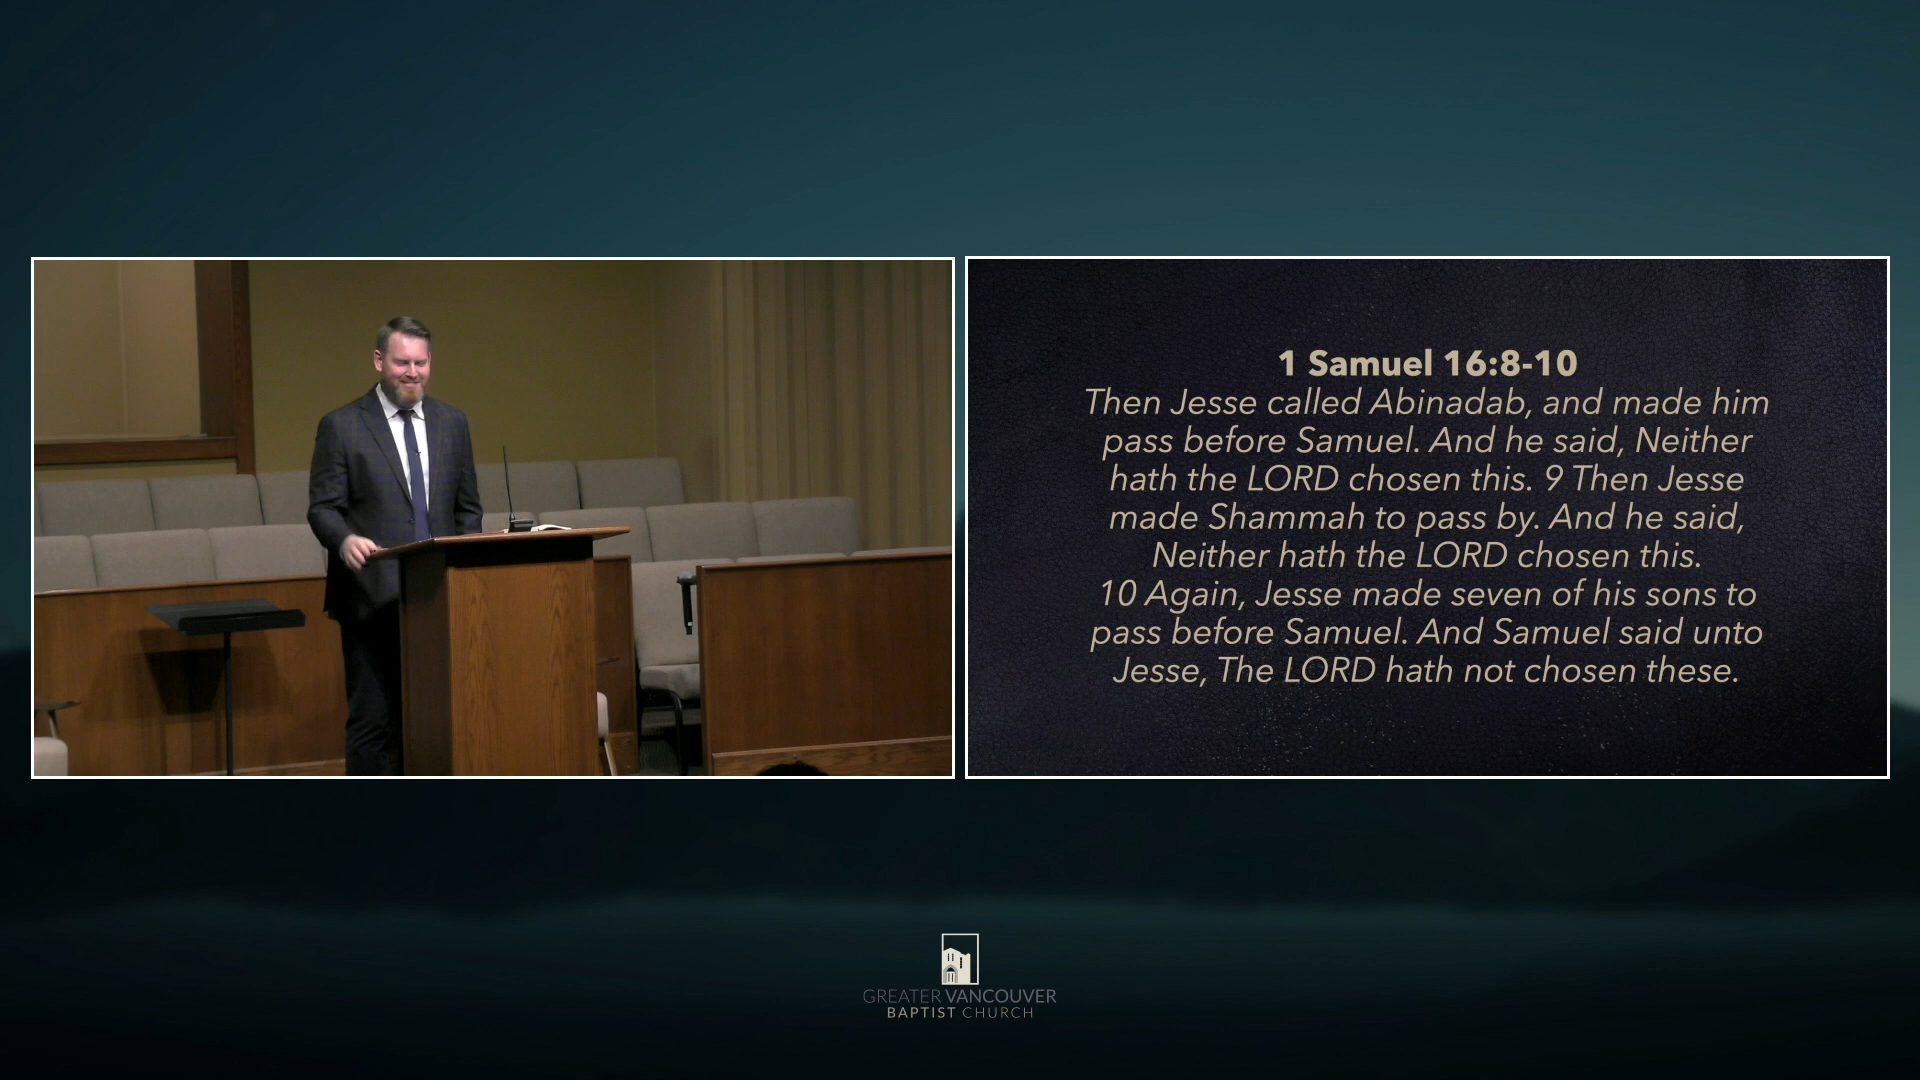 1 Samuel 16:8-10
Then Jesse called Abinadab, and made him
pass before Samuel. And he said, Neither
hath the LORD chosen this. 9 Then Jesse
made Shammah to pass by. And he said,
Neither hath the LORD chosen this.
10 Again, Jesse made seven of his sons to
pass before Samuel. And Samuel said unto
Jesse, The LORD hath not chosen these.
GREATER VANCOUVER
BAPTIST CHURCH